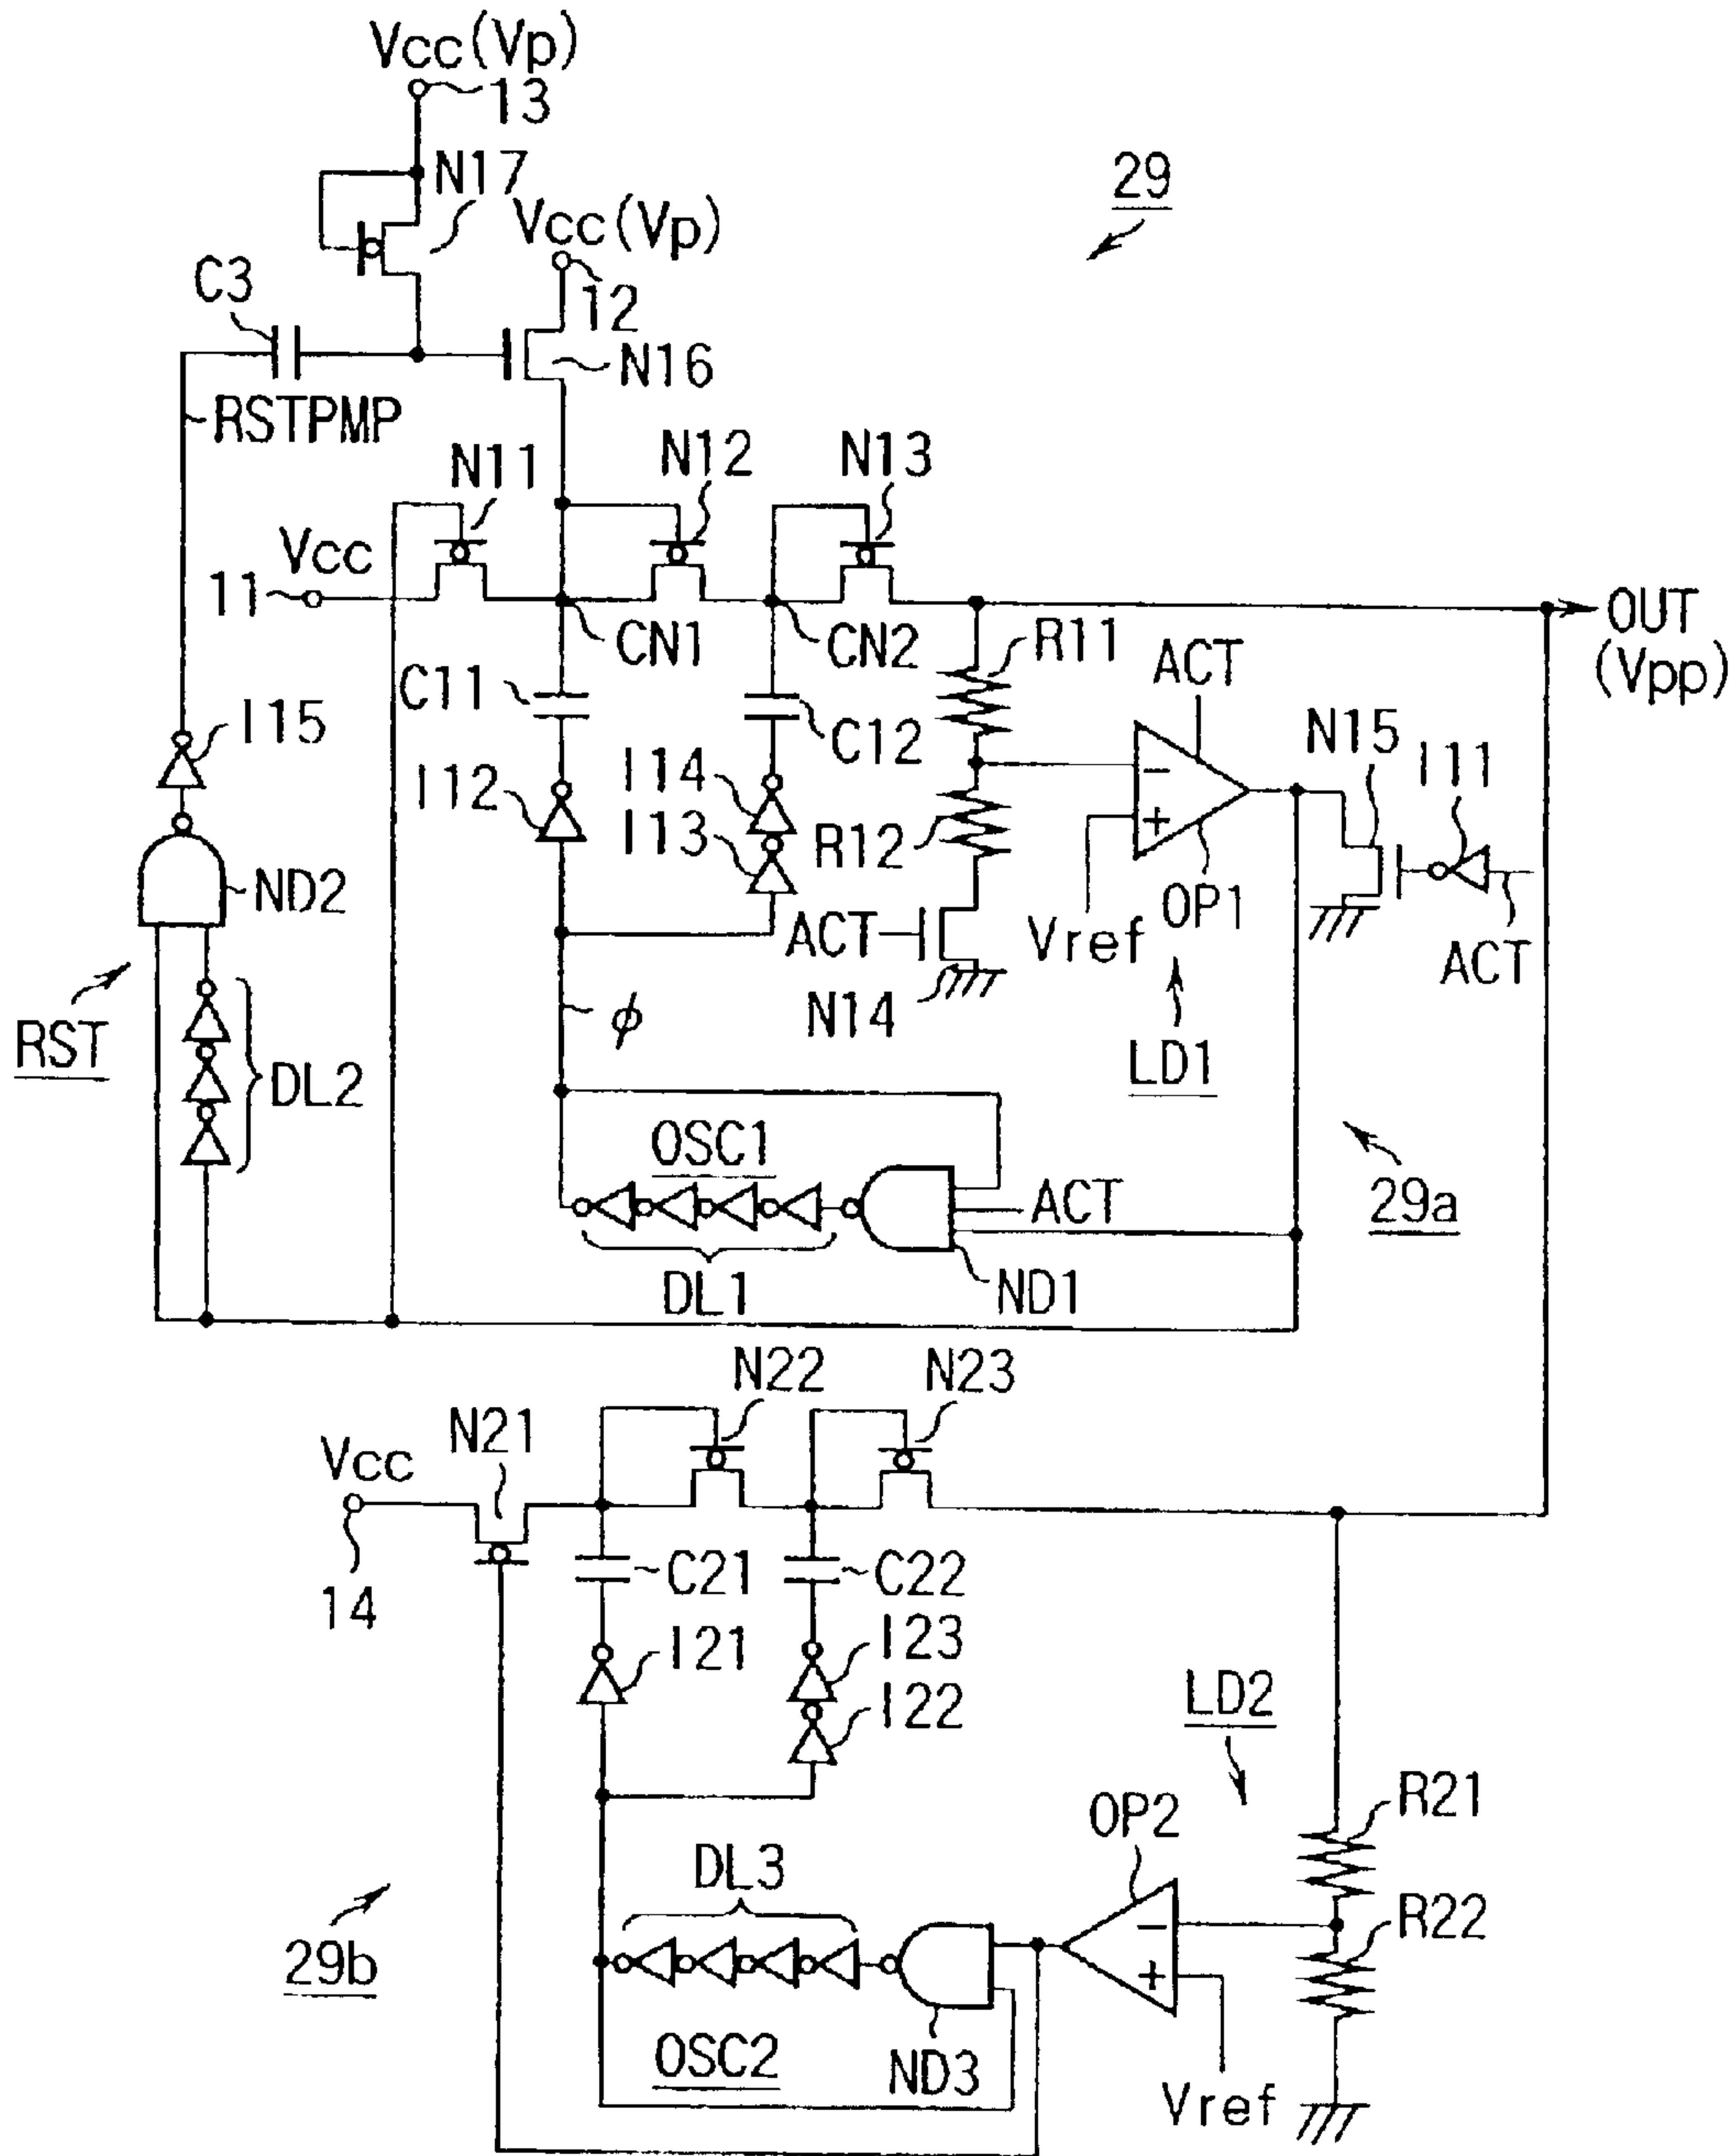 Vcc(Vp)
13
N17
29
Vcc(Vp)
C3
12
N16
RSTPMP
N11
N12
N13
Vcc
11
OUT
(Vpp)
CN1
CN2
R11
ACT
C11
C12
N15
I11
I15
I14
I12
I13
R12
ND2
OP1
ACT
Vref
ACT
φ
N14
RST
DL2
LD1
OSC1
ACT
29a
DL1
ND1
N22
N23
N21
Vcc
C21
C22
14
I23
I21
I22
LD2
OP2
R21
DL3
R22
29b
OSC2
ND3
Vref